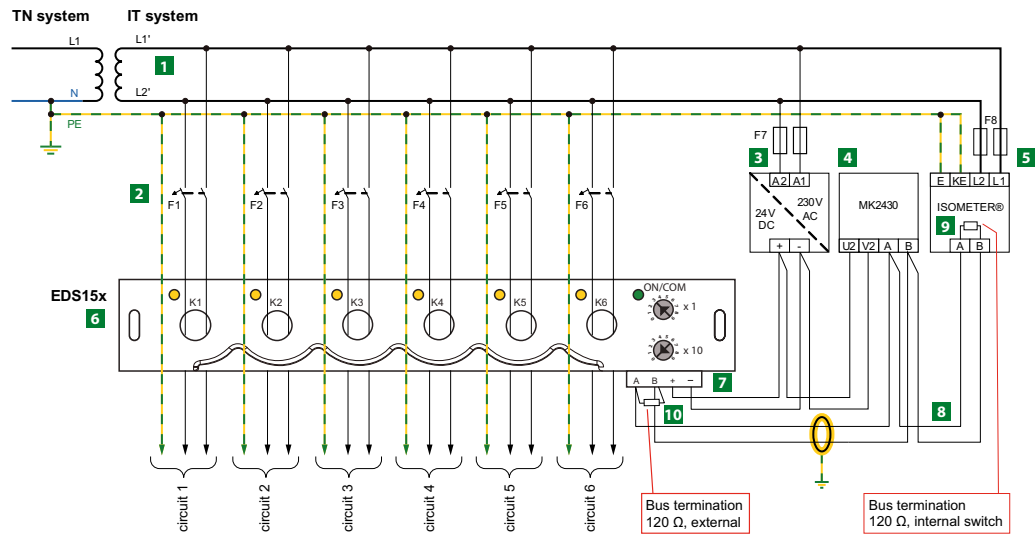 TN system
IT system
L1
L1'
1
N
L2'
PE
F7
F8
3
4
5
A2 A1
E KE L2 L1
2
F1
F2
F3
F4
F5
F6
24V
DC
230V
AC
MK2430
ISOMETER®
9
+ -
U2 V2 A B
A B
EDS15x
6
K1
K2
K3
K4
K5
K6
ON/COM
x 1
x 10
7
A B + −
10
8
circuit 1
circuit 2
circuit 3
circuit 4
circuit 5
circuit 6
Bus termination
120 Ω, external
Bus termination
120 Ω, internal switch